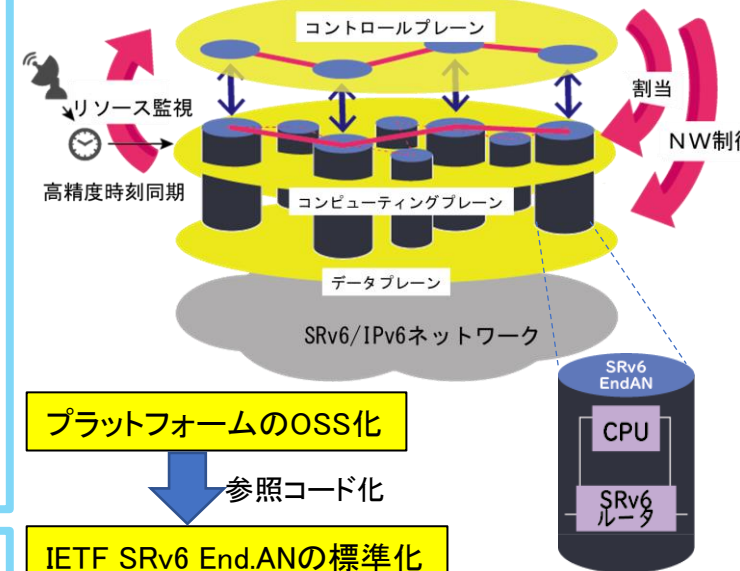 コントロールプレーン
リソース監視
割当
高精度時刻同期
コンピューティングプレーン
データプレーン
SRv6/IPv6ネットワーク
SRv6
EndAN
CPU
SRv6
ルータ
プラットフォームのOSS化
参照コード化
IETF SRv6 End.ANの標準化